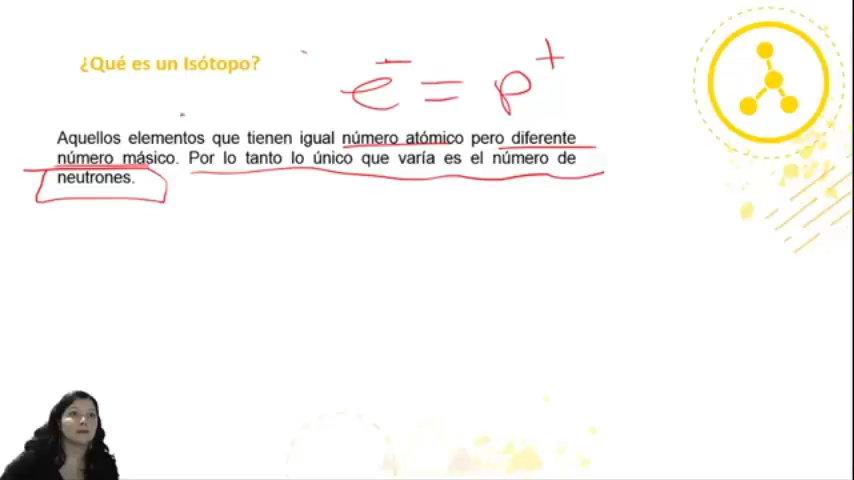 ¿Qué es un Isótopo?
e⁻ = p⁺
Aquellos elementos que tienen igual número atómico pero diferente
número másico. Por lo tanto lo único que varía es el número de
neutrones.